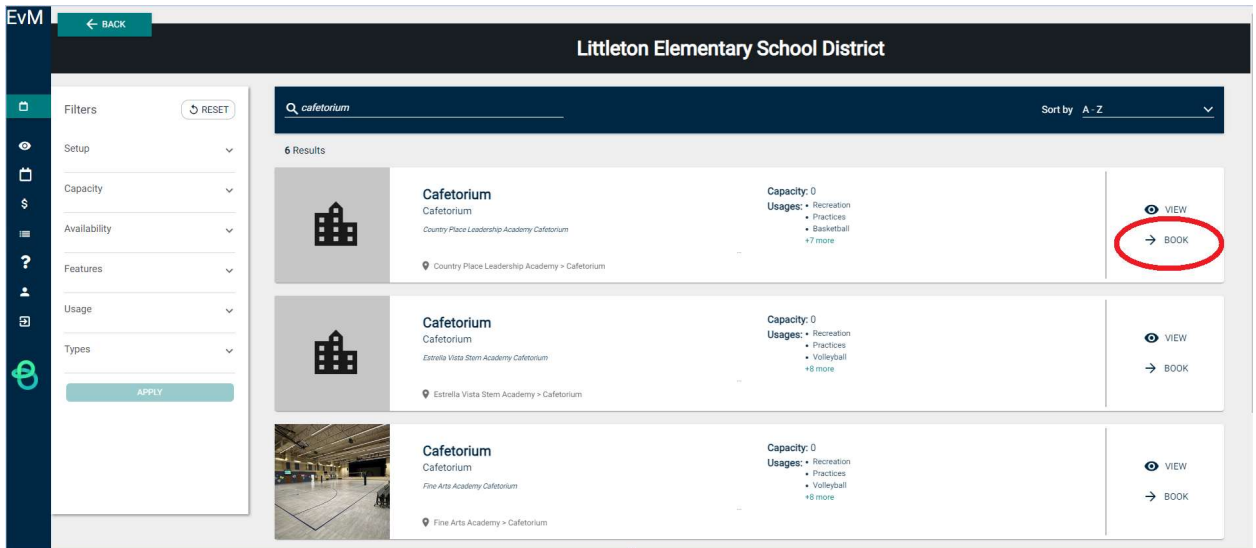 EvM
← BACK
Littleton Elementary School District
Filters
RESET
Setup
Capacity
Availability
Features
Usage
Types
APPLY
cafetorium
Sort by A - Z
6 Results
Cafetorium
Cafetorium
Country Place Leadership Academy Cafetorium
Country Place Leadership Academy > Cafetorium
Capacity: 0
Usages: • Recreation
• Practices
• Basketball
+7 more
...
VIEW
→ BOOK
Cafetorium
Cafetorium
Estrella Vista Stem Academy Cafetorium
Estrella Vista Stem Academy > Cafetorium
Capacity: 0
Usages: • Recreation
• Practices
• Volleyball
+8 more
...
VIEW
→ BOOK
Cafetorium
Cafetorium
Fine Arts Academy Cafetorium
Fine Arts Academy > Cafetorium
Capacity: 0
Usages: • Recreation
• Practices
• Volleyball
+8 more
...
VIEW
→ BOOK